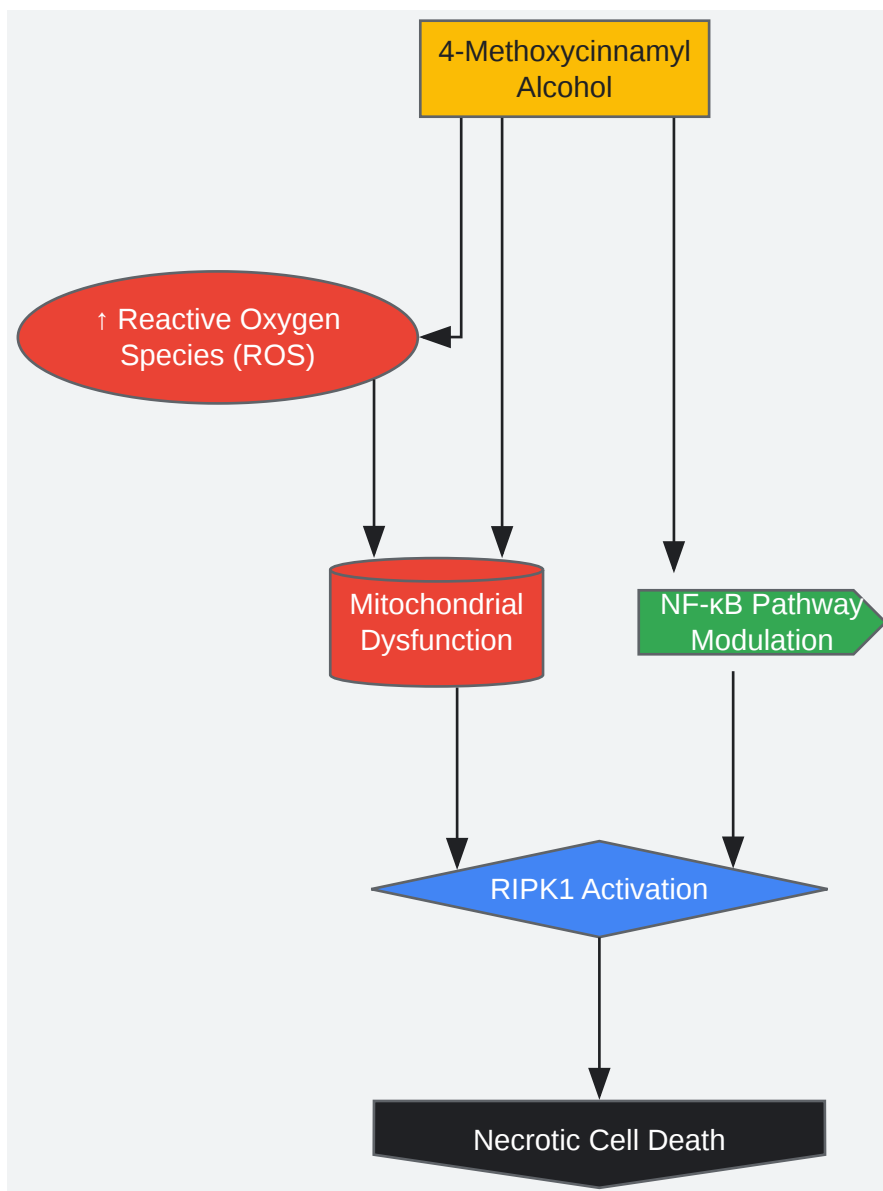 4-Methoxycinnamyl
Alcohol
↑ Reactive Oxygen
Species (ROS)
Mitochondrial
Dysfunction
NF-κB Pathway
Modulation
RIPK1 Activation
Necrotic Cell Death